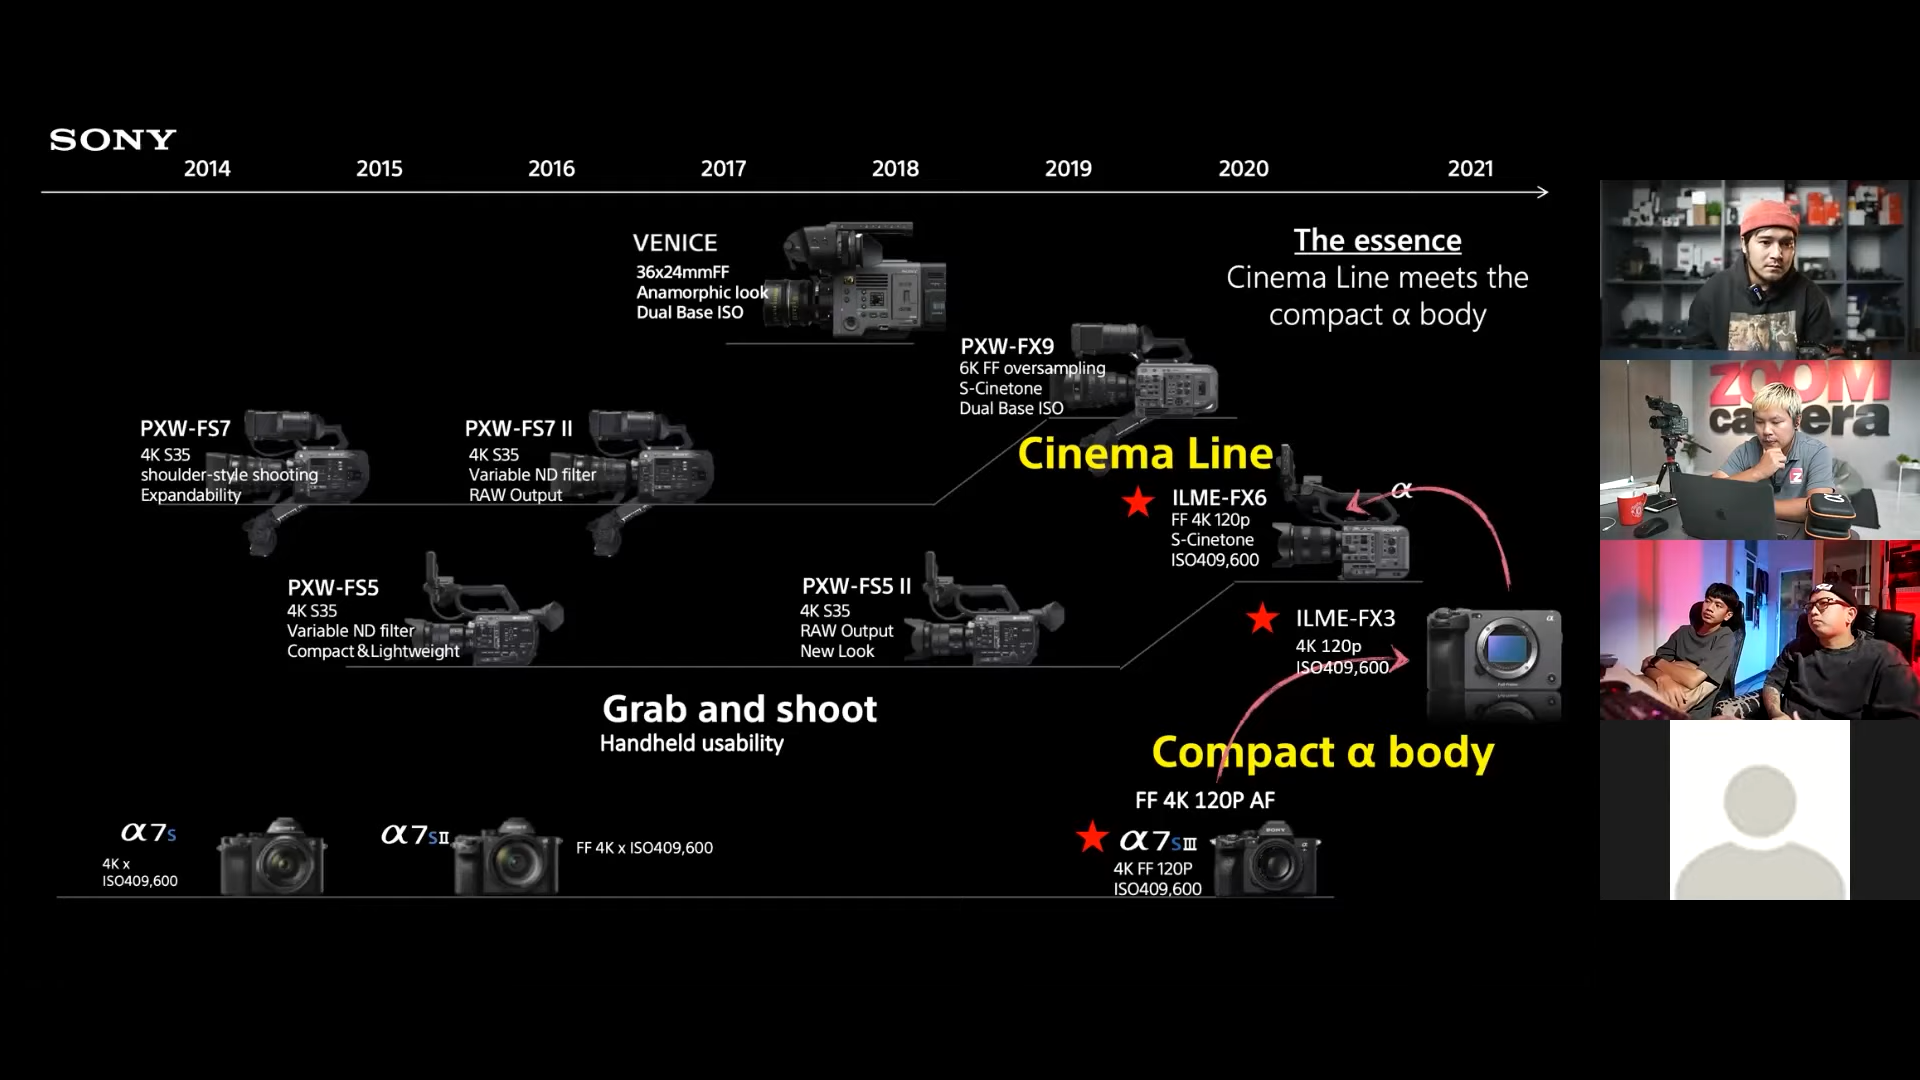 SONY
2014 2015 2016 2017 2018 2019 2020 2021
VENICE
36x24mmFF
Anamorphic look
Dual Base ISO
The essence
Cinema Line meets the
compact α body
PXW-FX9
6K FF oversampling
S-Cinetone
Dual Base ISO
PXW-FS7
4K S35
shoulder-style shooting
Expandability
PXW-FS7 II
4K S35
Variable ND filter
RAW Output
Cinema Line
ILME-FX6
FF 4K 120p
S-Cinetone
ISO409,600
α
PXW-FS5
4K S35
Variable ND filter
Compact&Lightweight
PXW-FS5 II
4K S35
RAW Output
New Look
ILME-FX3
4K 120p
ISO409,600
Grab and shoot
Handheld usability
Compact α body
FF 4K 120P AF
α7s
4K x
ISO409,600
α7sII
FF 4K x ISO409,600
α7sIII
4K FF 120P
ISO409,600
ZOOM
camera